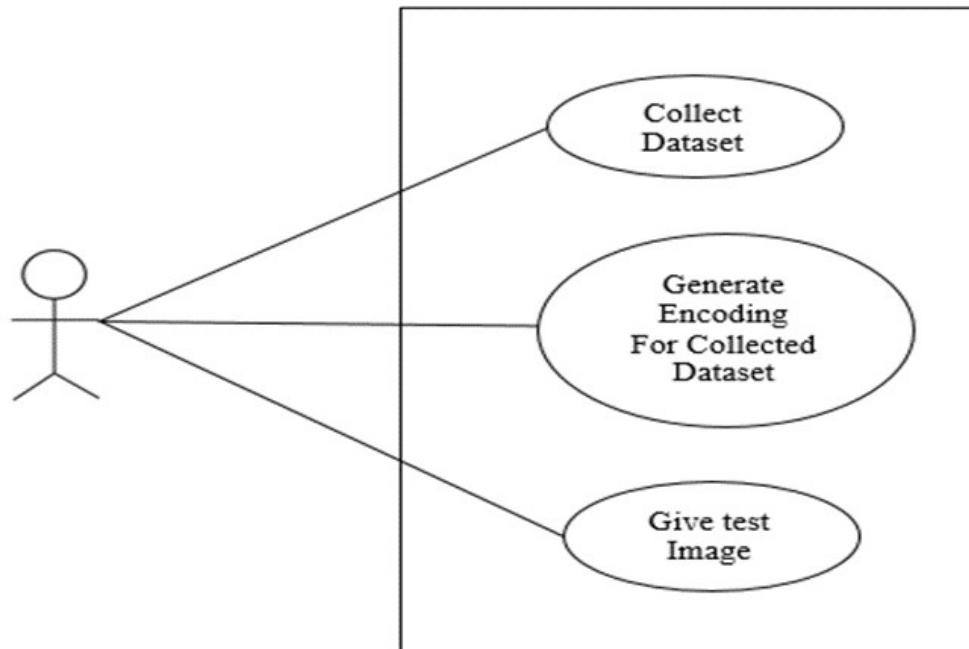 Collect
Dataset
Generate
Encoding
For Collected
Dataset
Give test
Image